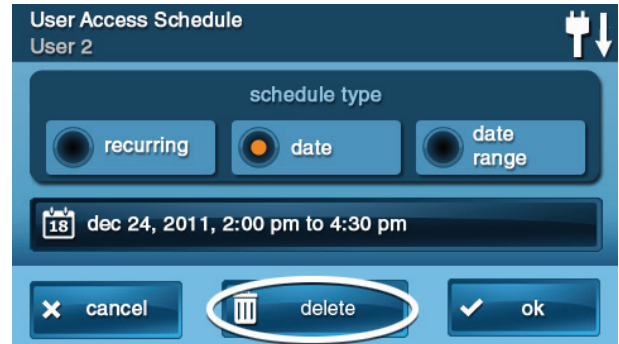 User Access Schedule
User 2
schedule type
recurring
date
date
range
18
dec 24, 2011, 2:00 pm to 4:30 pm
cancel
delete
ok